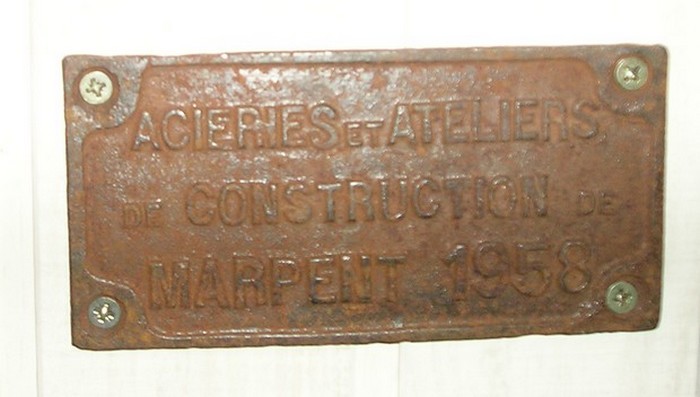 ACIERIES ET ATELIERS
DE CONSTRUCTION DE
MARPENT 1958